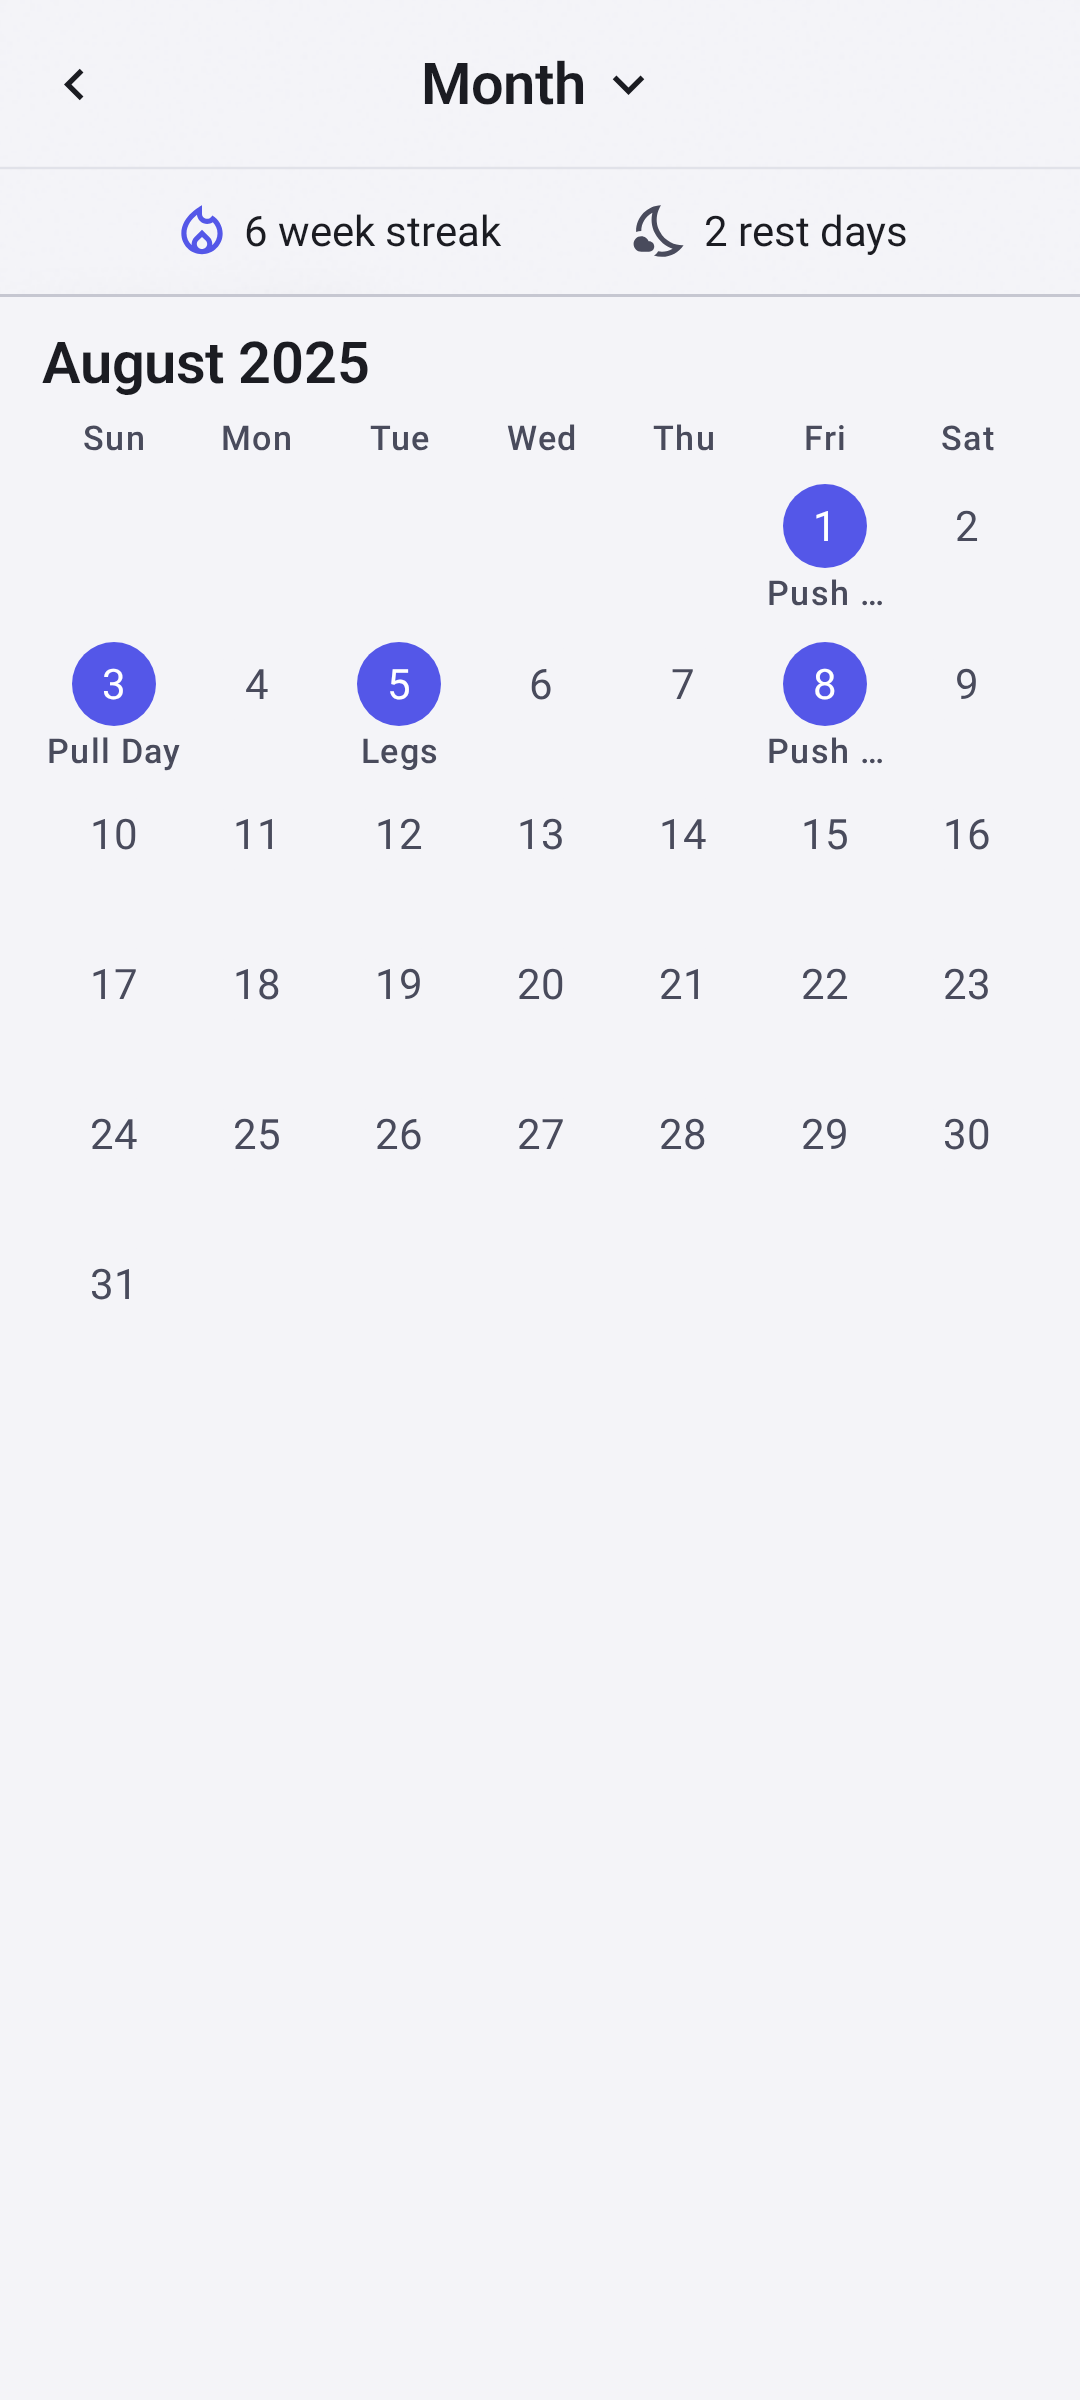 Month
6 week streak 2 rest days
August 2025
Sun Mon Tue Wed Thu Fri Sat
1 2
Push ...
3 4 5 6 7 8 9
Pull Day Legs Push ...
10 11 12 13 14 15 16
17 18 19 20 21 22 23
24 25 26 27 28 29 30
31